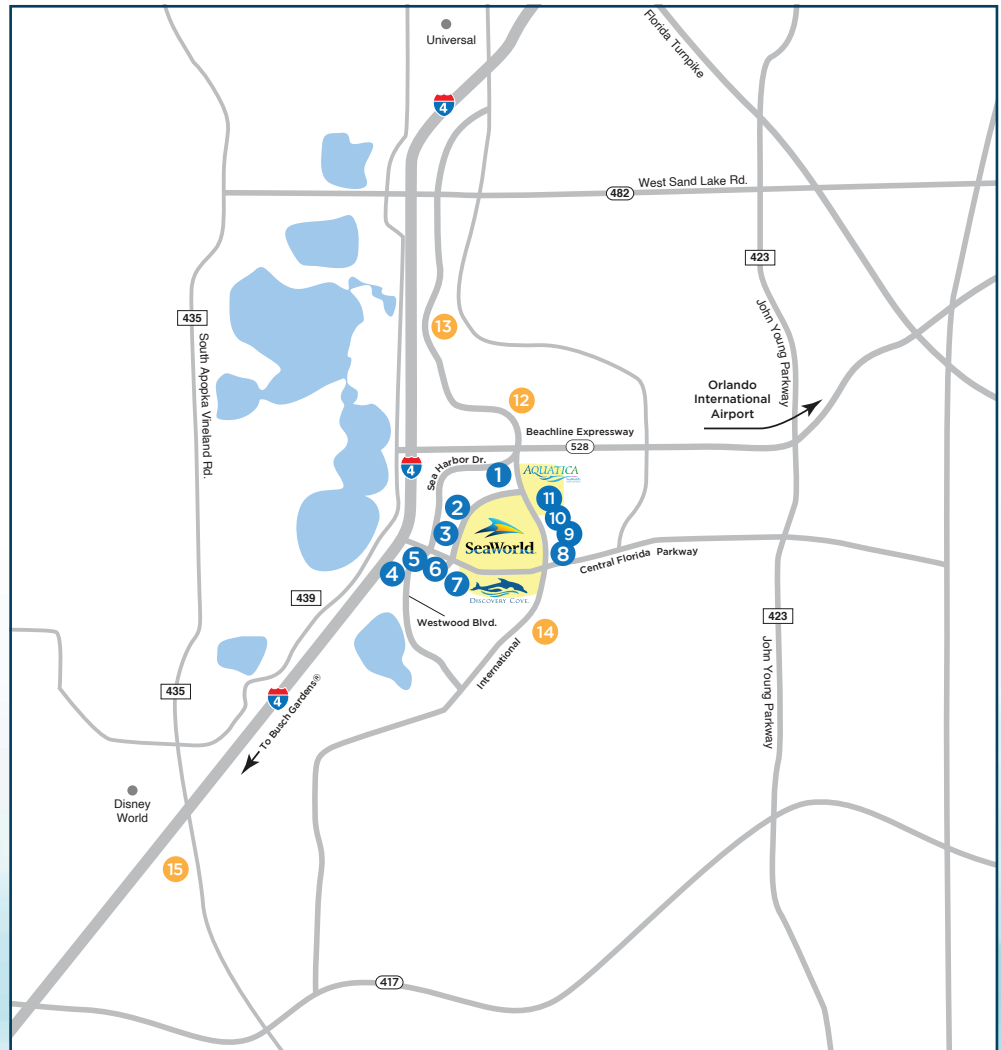 Universal
Florida Turnpike
4
West Sand Lake Rd.
482
423
435
South Apopka Vineland Rd.
13
John Young Parkway
Orlando
International
Airport
12
Beachline Expressway
528
4
Sea Harbor Dr.
1
AQUATICA
11
2
10
3
SeaWorld
9
8
Central Florida Parkway
5
6
4
7
DISCOVERY COVE
439
Westwood Blvd.
14
423
International
John Young Parkway
435
4
To Busch Gardens®
Disney
World
15
417